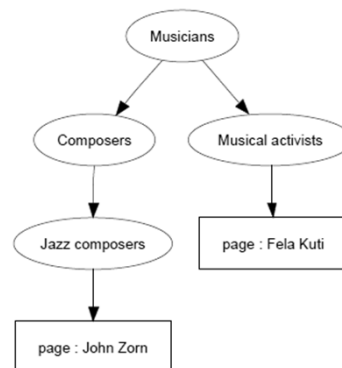 Musicians
Composers
Musical activists
Jazz composers
page : Fela Kuti
page : John Zorn